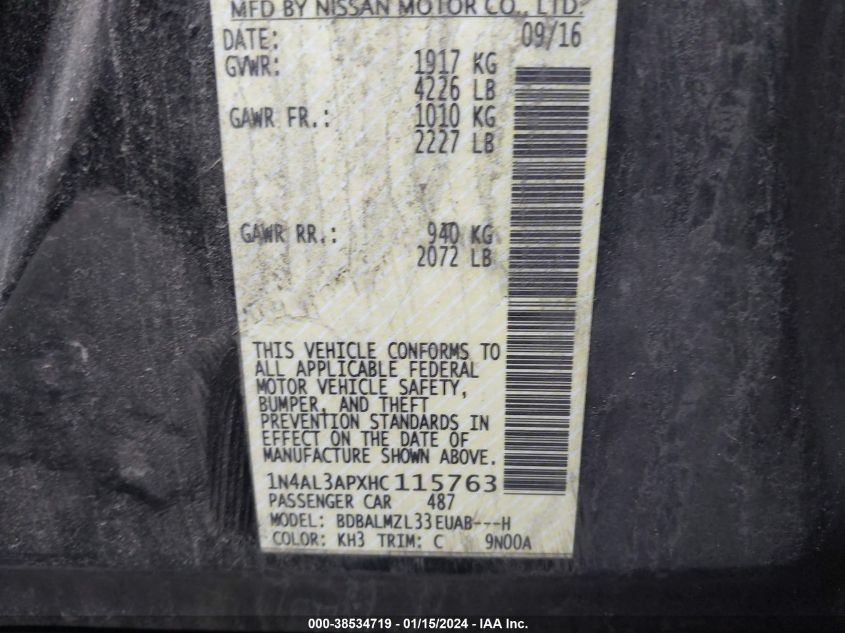 MFD BY NISSAN MOTOR CO., LTD.
DATE: 09/16
GVWR: 1917 KG
4226 LB
GAWR FR.: 1010 KG
2227 LB
GAWR RR.: 940 KG
2072 LB
THIS VEHICLE CONFORMS TO
ALL APPLICABLE FEDERAL
MOTOR VEHICLE SAFETY,
BUMPER, AND THEFT
PREVENTION STANDARDS IN
EFFECT ON THE DATE OF
MANUFACTURE SHOWN ABOVE.
1N4AL3APXHC115763
PASSENGER CAR 487
MODEL: BDBALMZL33EUAB---H
COLOR: KH3 TRIM: C 9N00A
000-38534719 - 01/15/2024 - IAA Inc.